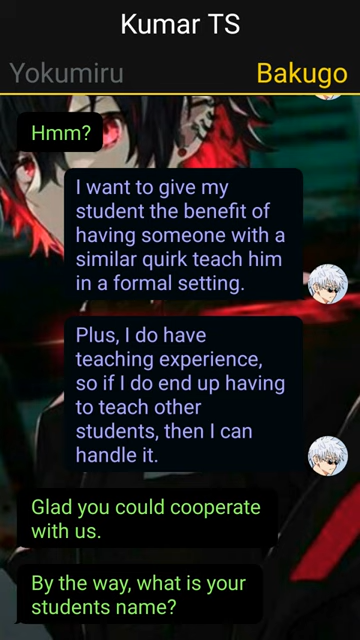 Kumar TS
Yokumiru
Bakugo
Hmm?
I want to give my
student the benefit of
having someone with a
similar quirk teach him
in a formal setting.
Plus, I do have
teaching experience,
so if I do end up having
to teach other
students, then I can
handle it.
Glad you could cooperate
with us.
By the way, what is your
students name?